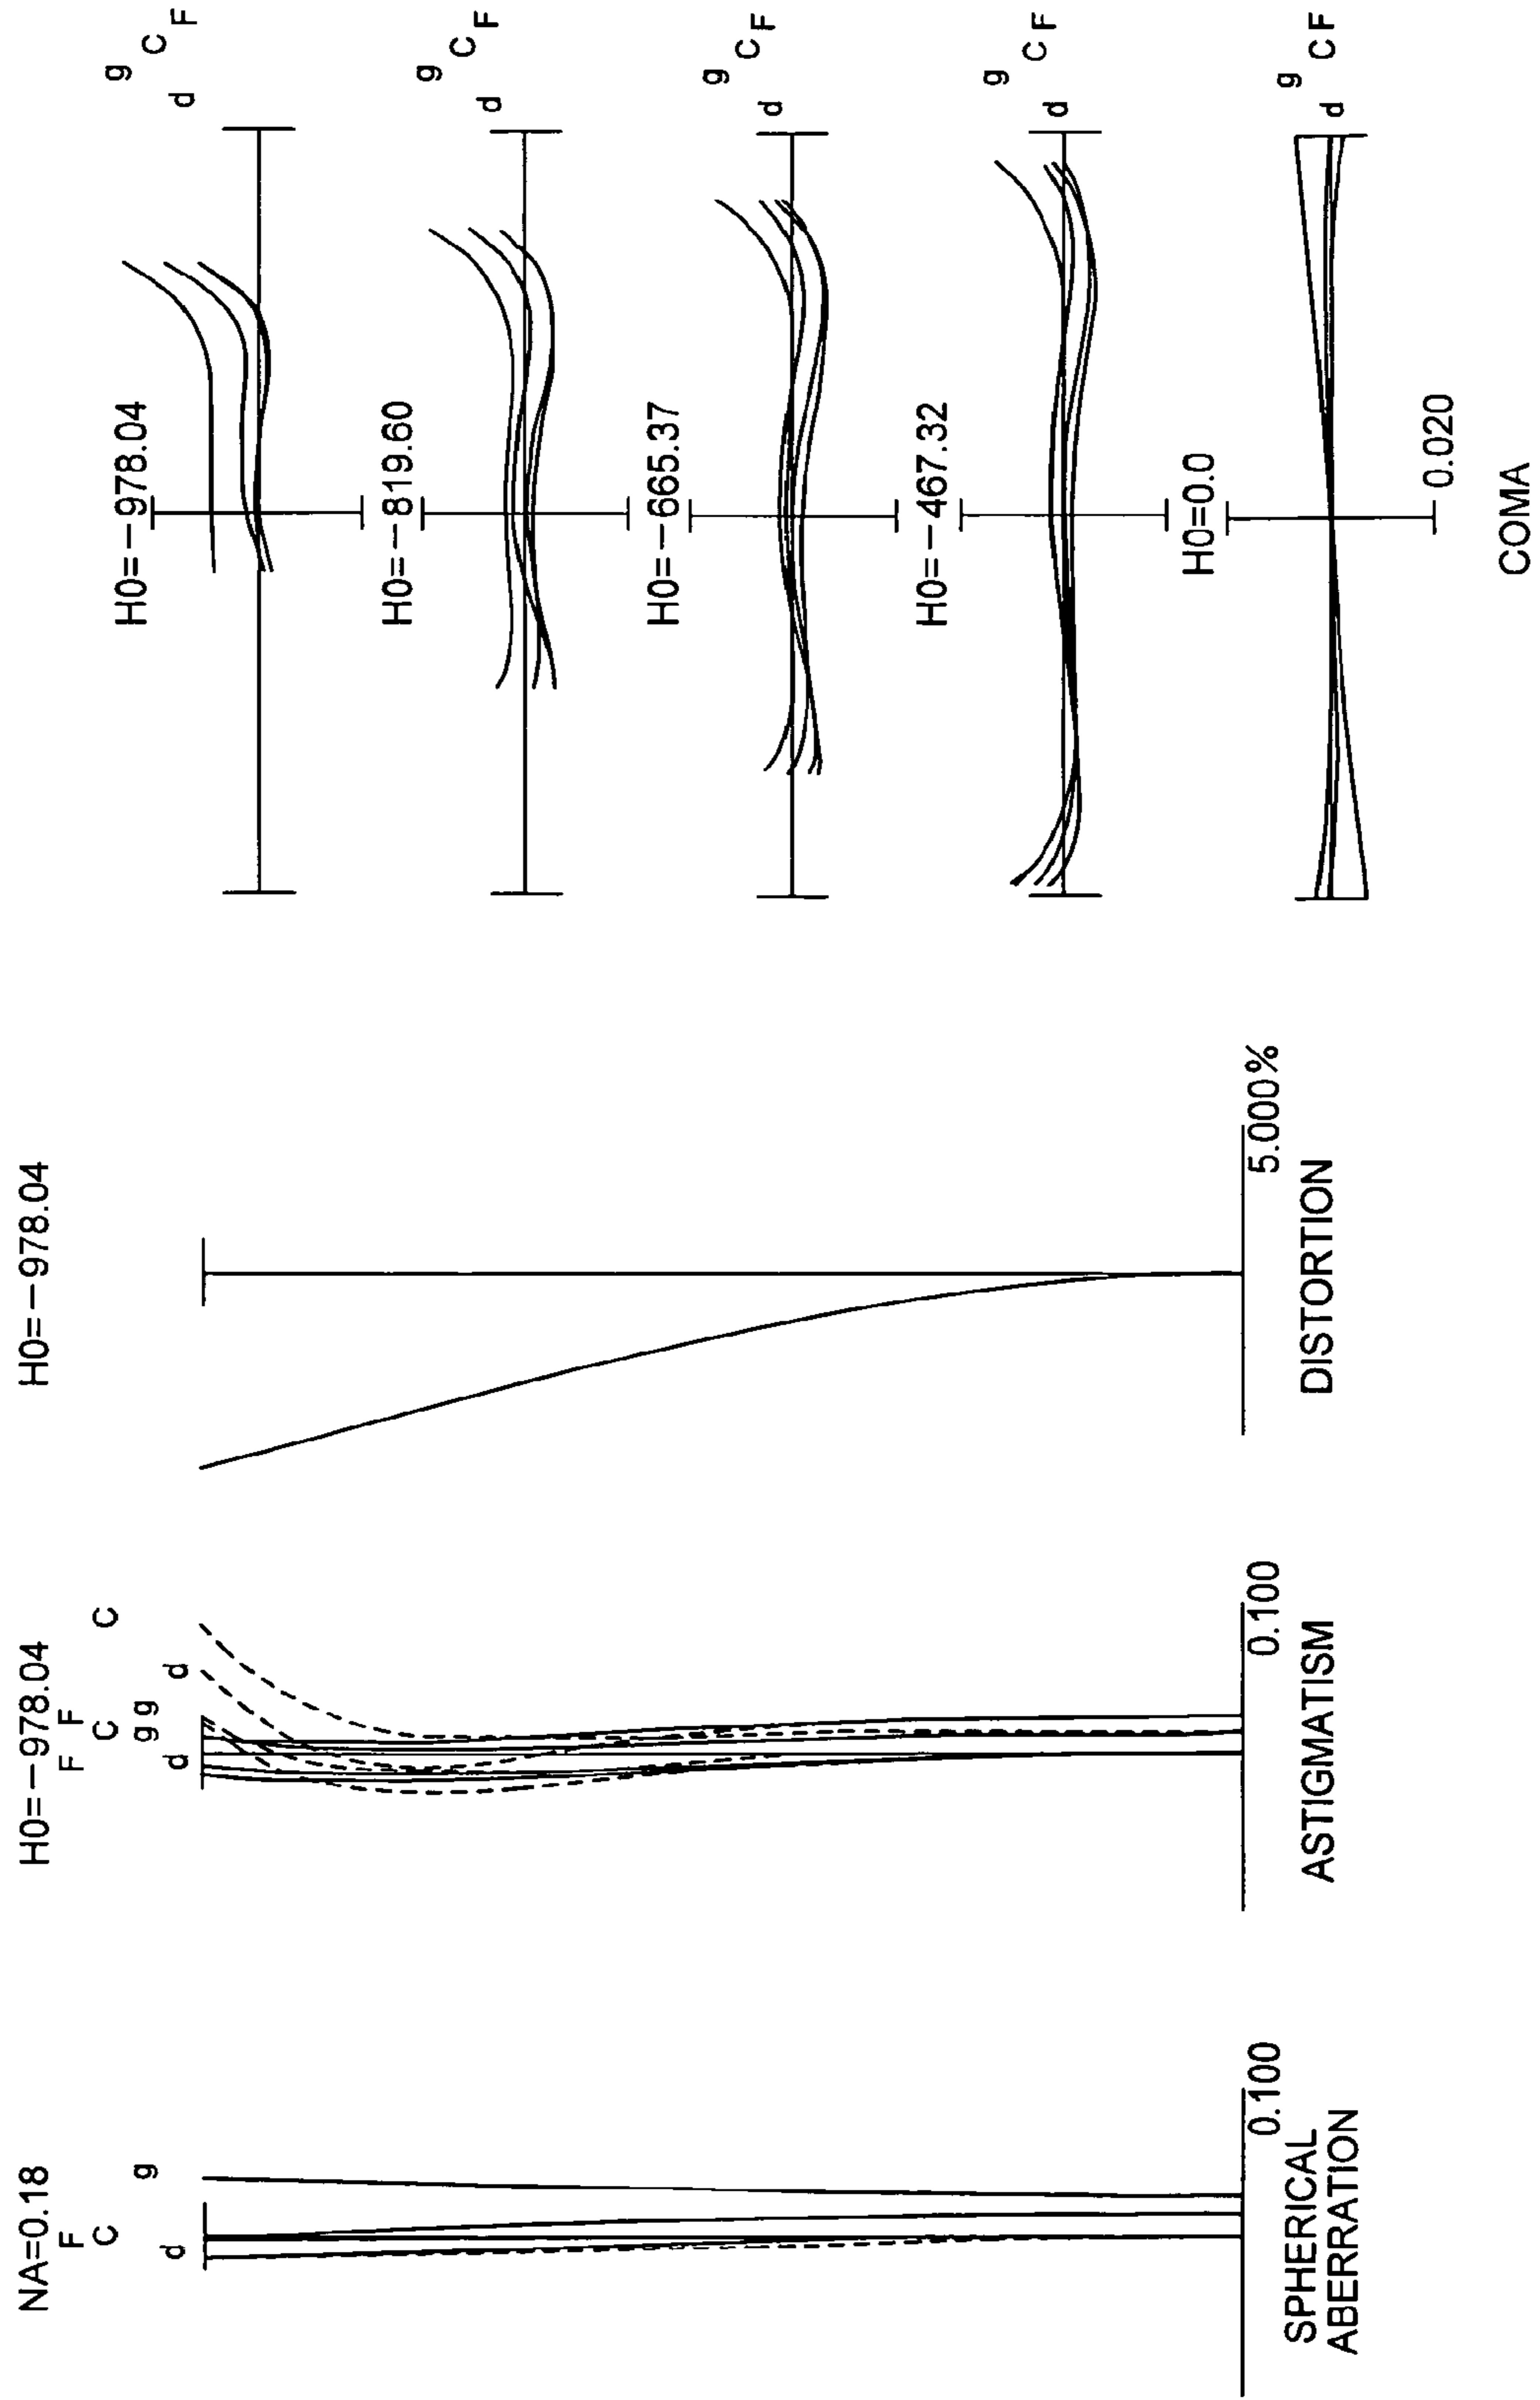 NA=0.18
F
C
g
d
0.100
SPHERICAL
ABERRATION
H0=−978.04
F F
C C
g g
d d
0.100
ASTIGMATISM
H0=−978.04
5.000%
DISTORTION
H0=−978.04
g C F
d
H0=−819.60
g C F
d
H0=−665.37
g C F
d
H0=−467.32
g C F
d
H0=0.0
g C F
d
0.020
COMA